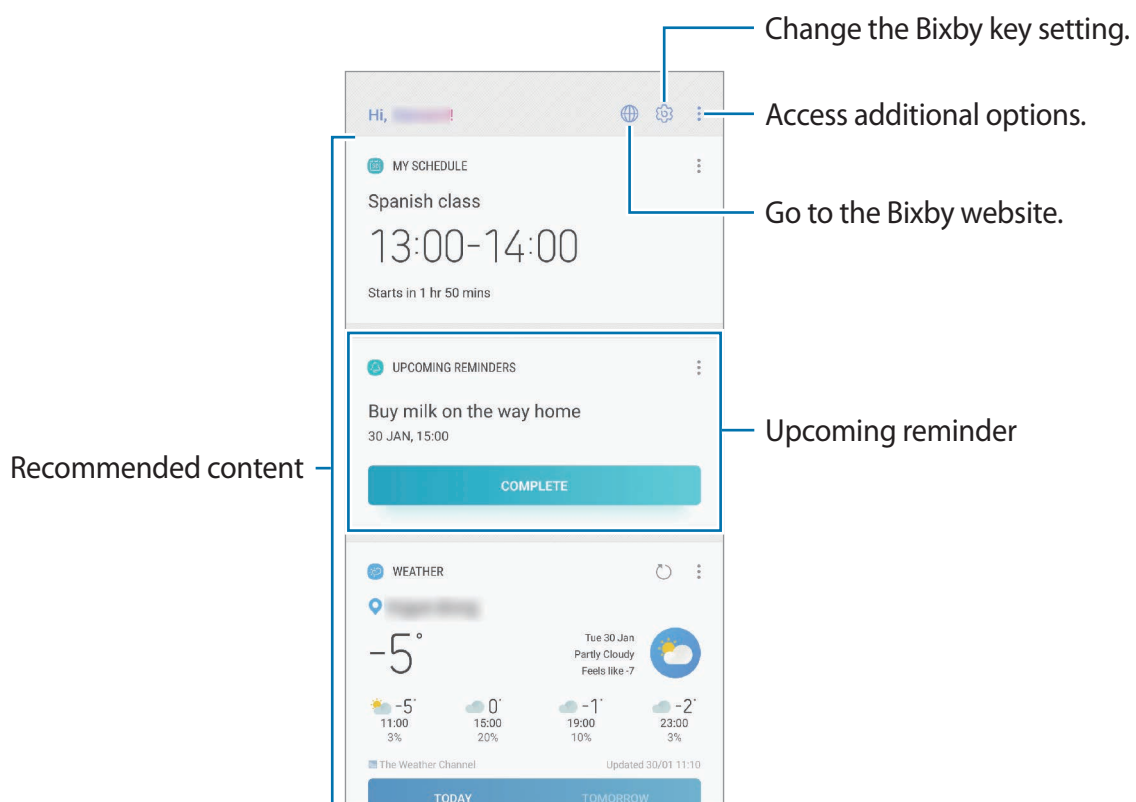 Change the Bixby key setting.
Hi, !
Access additional options.
MY SCHEDULE
Spanish class
Go to the Bixby website.
13:00-14:00
Starts in 1 hr 50 mins
UPCOMING REMINDERS
Buy milk on the way home
30 JAN, 15:00
Upcoming reminder
Recommended content
COMPLETE
WEATHER
-5°
Tue 30 Jan
Partly Cloudy
Feels like -7
-5° 0° -1° -2°
11:00 15:00 19:00 23:00
3% 20% 10% 3%
The Weather Channel Updated 30/01 11:10
TODAY TOMORROW